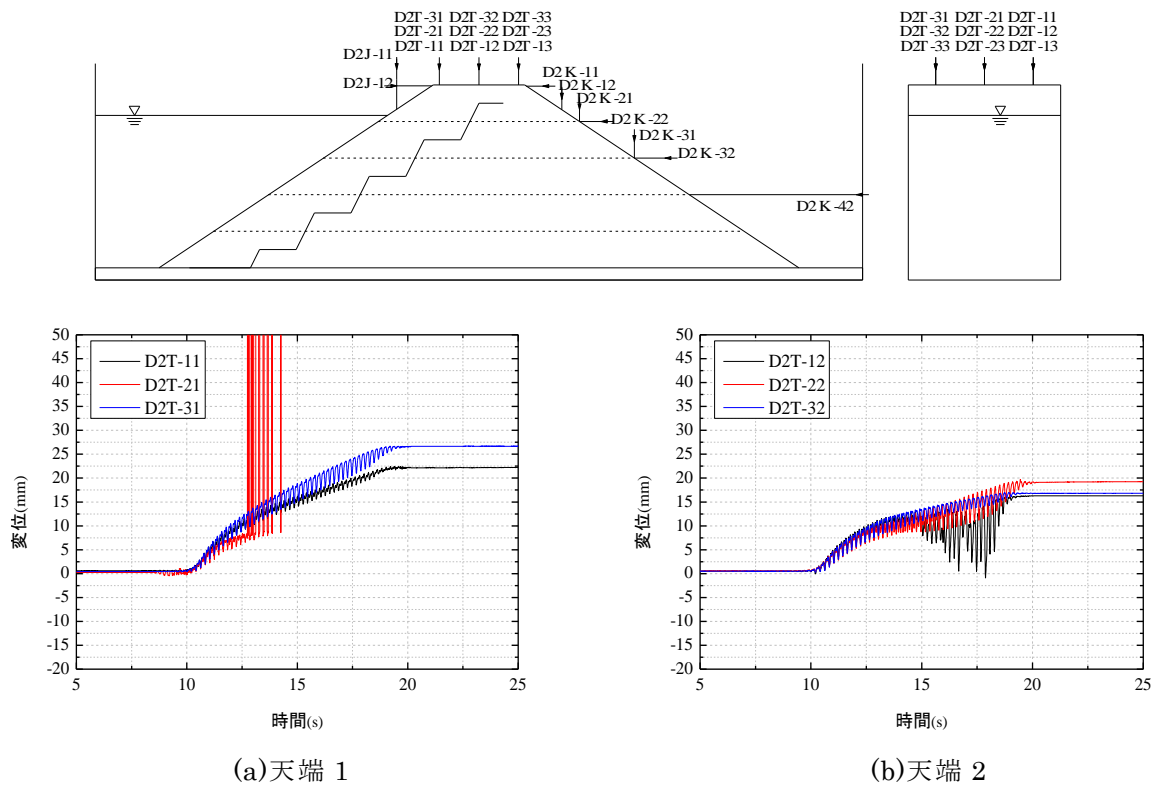 D2T-31 D2T-32 D2T-33
D2T-21 D2T-22 D2T-23
D2T-11 D2T-12 D2T-13
D2J-11
D2J-12
D2K-11
D2K-12
D2K-21
D2K-22
D2K-31
D2K-32
D2K-42
D2T-31 D2T-21 D2T-11
D2T-32 D2T-22 D2T-12
D2T-33 D2T-23 D2T-13
50
45
40
35
30
25
20
15
10
5
0
-5
-10
-15
-20
変位(mm)
D2T-11
D2T-21
D2T-31
5 10 15 20 25
時間(s)
(a)天端 1
50
45
40
35
30
25
20
15
10
5
0
-5
-10
-15
-20
変位(mm)
D2T-12
D2T-22
D2T-32
5 10 15 20 25
時間(s)
(b)天端 2